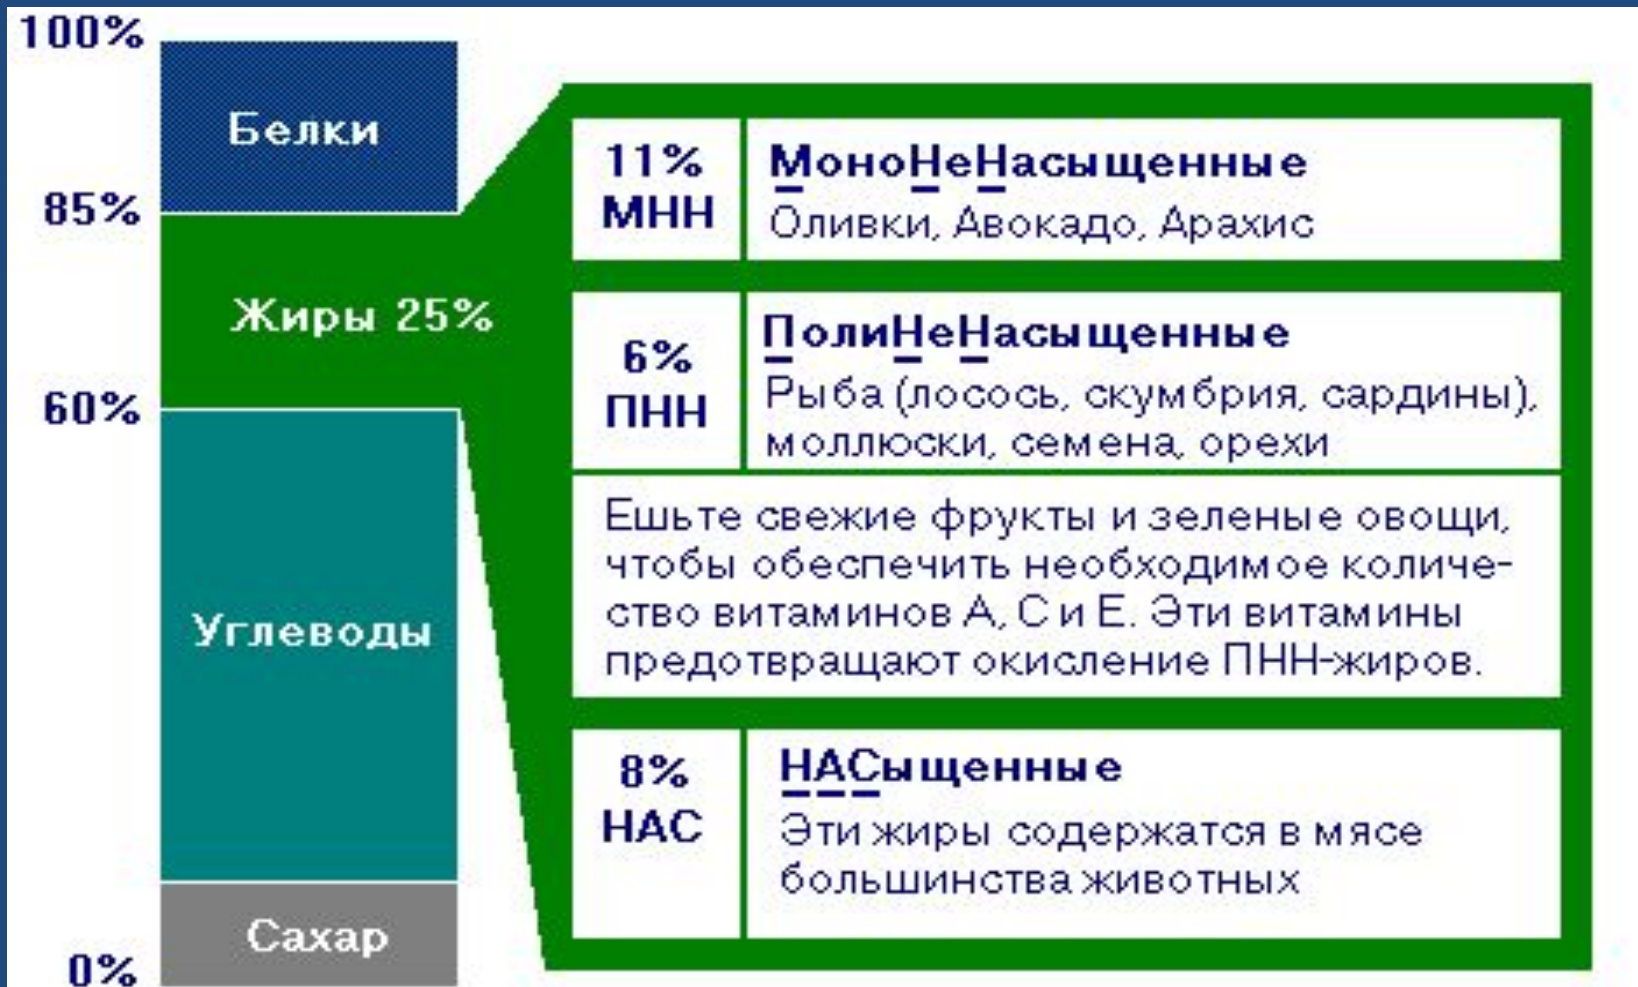 100%
Белки
85%
Жиры 25%
60%
Углеводы
Сахар
0%
11%
МНН
МоноНеНасыщенные
Оливки, Авокадо, Арахис
6%
ПНН
ПолиНеНасыщенные
Рыба (лосось, скумбрия, сардины),
моллюски, семена, орехи
Ешьте свежие фрукты и зеленые овощи,
чтобы обеспечить необходимое количе-
ство витаминов А, С и Е. Эти витамины
предотвращают окисление ПНН-жиров.
8%
НАС
НАСыщенные
Эти жиры содержатся в мясе
большинства животных